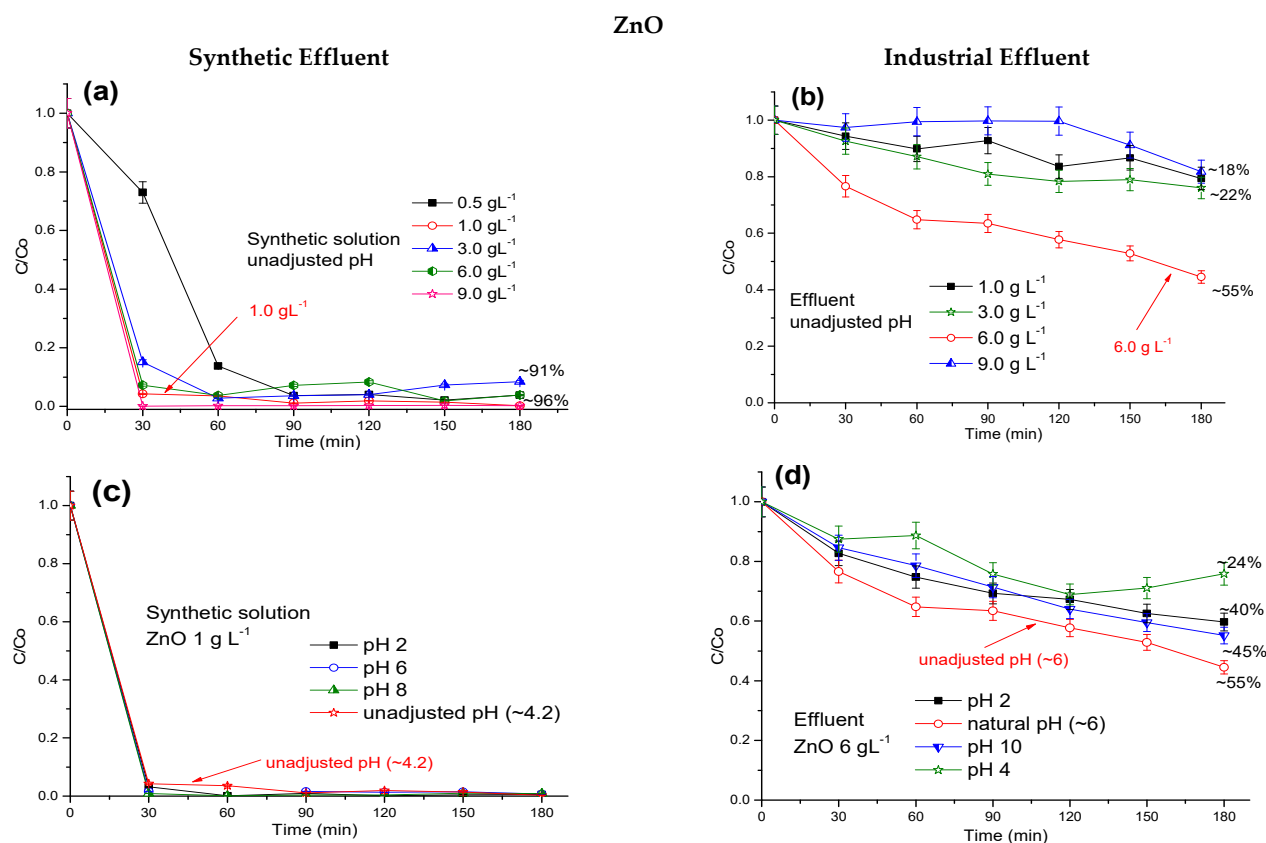 ZnO
Synthetic Effluent
Industrial Effluent
(a)
C/Co
1.0
0.8
0.6
0.4
0.2
0.0
0 30 60 90 120 150 180
Time (min)
Synthetic solution
unadjusted pH
0.5 gL⁻¹
1.0 gL⁻¹
3.0 gL⁻¹
6.0 gL⁻¹
9.0 gL⁻¹
1.0 gL⁻¹
~91%
~96%
(b)
C/Co
1.0
0.8
0.6
0.4
0.2
0.0
0 30 60 90 120 150 180
Time (min)
Effluent
unadjusted pH
1.0 g L⁻¹
3.0 g L⁻¹
6.0 g L⁻¹
9.0 g L⁻¹
6.0 g L⁻¹
~18%
~22%
~55%
(c)
C/Co
1.0
0.8
0.6
0.4
0.2
0.0
0 30 60 90 120 150 180
Time (min)
Synthetic solution
ZnO 1 g L⁻¹
pH 2
pH 6
pH 8
unadjusted pH (~4.2)
unadjusted pH (~4.2)
(d)
C/Co
1.0
0.8
0.6
0.4
0.2
0.0
0 30 60 90 120 150 180
Time (min)
~24%
~40%
~45%
~55%
unadjusted pH (~6)
Effluent
ZnO 6 gL⁻¹
pH 2
natural pH (~6)
pH 10
pH 4